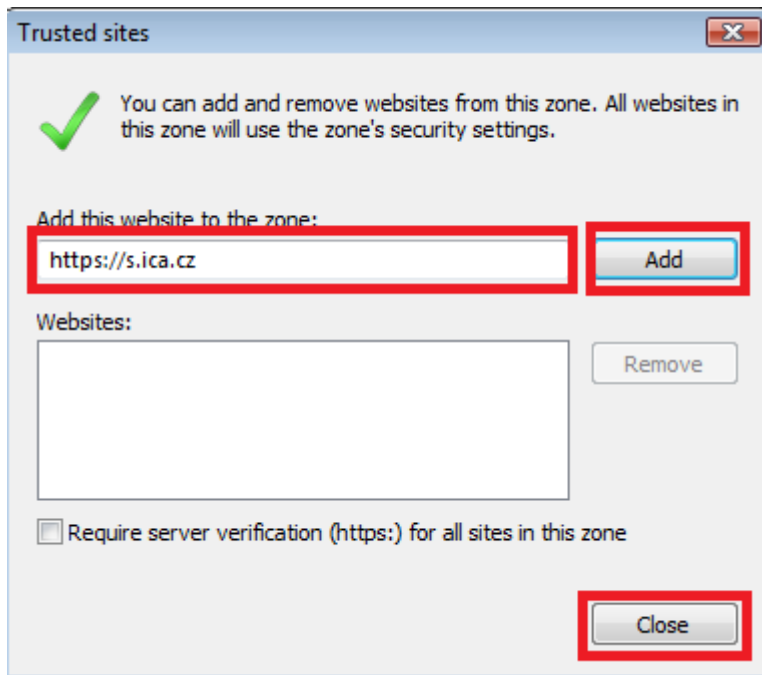 Trusted sites
You can add and remove websites from this zone. All websites in
this zone will use the zone's security settings.
Add this website to the zone:
https://s.ica.cz
Add
Websites:
Remove
Require server verification (https:) for all sites in this zone
Close